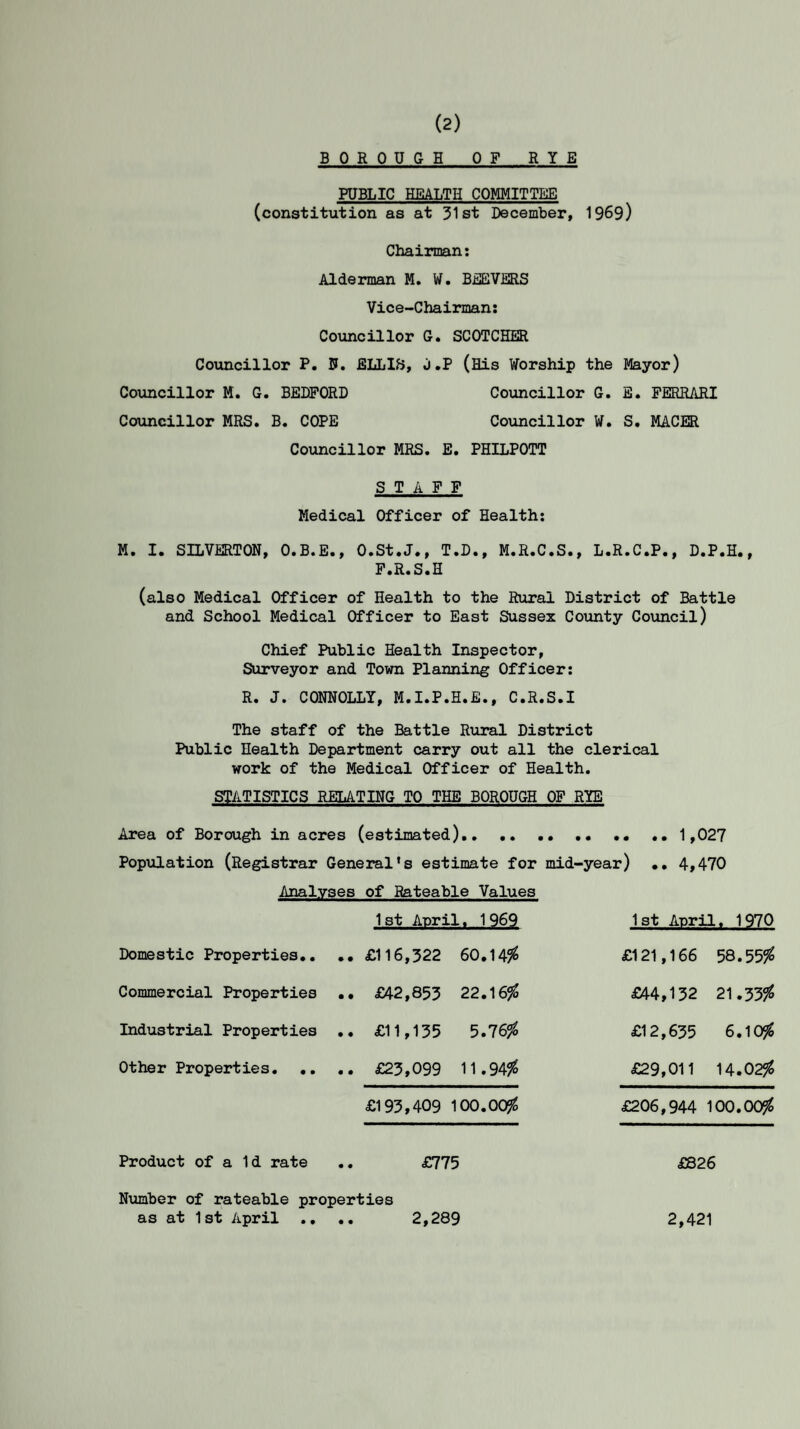 (2)
BOROUGH OF RYE
PUBLIC HEALTH COMMITTEE
(constitution as at 31st December, 1969)
Chairman:
Alderman M. W. BEEVERS
Vice-Chairman:
Councillor G. SCOTCHER
Councillor P. N. ELLIS, J.P (His Worship the Mayor)
Councillor M. G. BEDFORD Councillor G. E. FERRARI
Councillor MRS. B. COPE Councillor W. S. MACER
Councillor MRS. E. PHILPOTT
STAFF
Medical Officer of Health:
M. I. SILVERTON, O.B.E., O.St.J., T.D., M.R.C.S., L.R.C.P., D.P.H.,
F.R.S.H
(also Medical Officer of Health to the Rural District of Battle
and School Medical Officer to East Sussex County Council)
Chief Public Health Inspector,
Surveyor and Town Planning Officer:
R. J. CONNOLLY, M.I.P.H.E., C.R.S.I
The staff of the Battle Rural District
Public Health Department carry out all the clerical
work of the Medical Officer of Health.
STATISTICS RELATING TO THE BOROUGH OF RYE
Area of Borough in acres (estimated).. .. .. .. .. .. 1,027
Population (Registrar General's estimate for mid-year) .. 4,470
Analyses of Rateable Values
1st April, 1969 1st April, 1970
Domestic Properties.. .. £116,322 60.14% £121,166 58.55%
Commercial Properties .. £42,853 22.16% £44,132 21.33%
Industrial Properties .. £11,135 5.76% £12,635 6.10%
Other Properties. .. .. £23,099 11.94% £29,011 14.02%
£193,409 100.00% £206,944 100.00%
Product of a 1d rate .. £775 £826
Number of rateable properties
as at 1st April .. .. 2,289 2,421